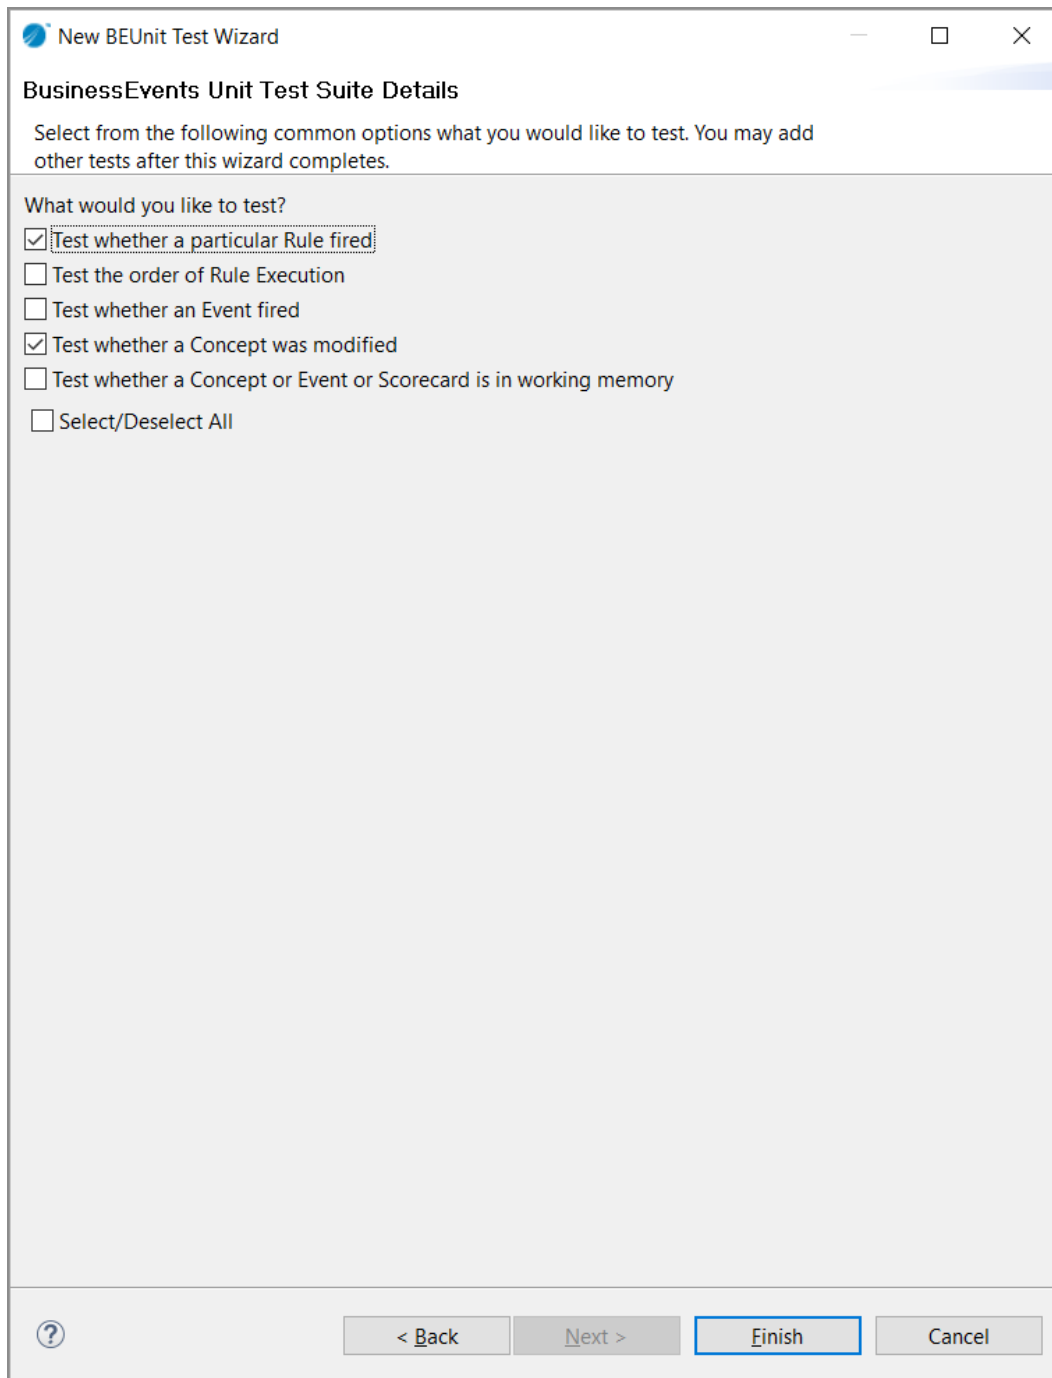 New BEUnit Test Wizard
BusinessEvents Unit Test Suite Details
Select from the following common options what you would like to test. You may add
other tests after this wizard completes.
What would you like to test?
Test whether a particular Rule fired
Test the order of Rule Execution
Test whether an Event fired
Test whether a Concept was modified
Test whether a Concept or Event or Scorecard is in working memory
Select/Deselect All
? < Back Next > Finish Cancel